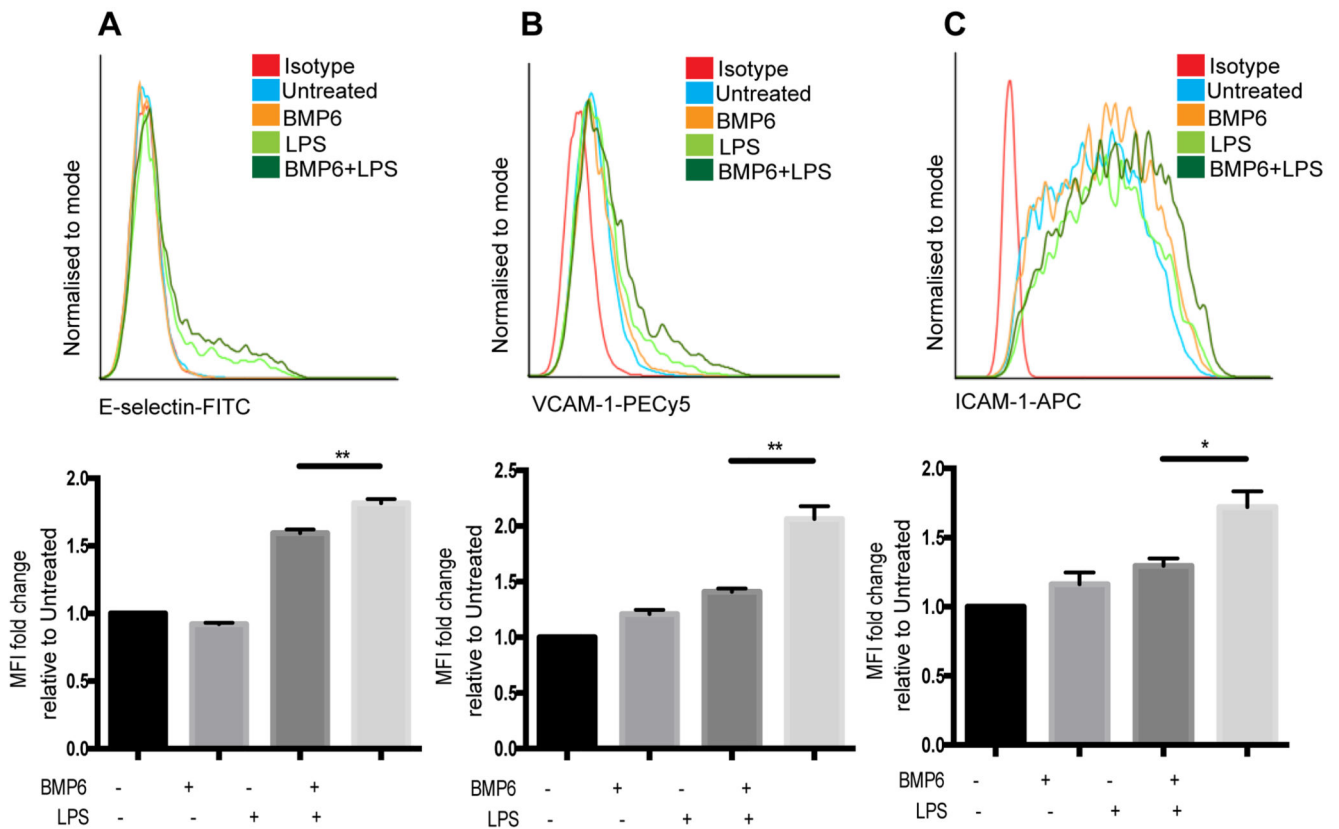 A
Isotype
Untreated
BMP6
LPS
BMP6+LPS
Normalised to mode
E-selectin-FITC
B
Isotype
Untreated
BMP6
LPS
BMP6+LPS
Normalised to mode
VCAM-1-PECy5
C
Isotype
Untreated
BMP6
LPS
BMP6+LPS
Normalised to mode
ICAM-1-APC
MFI fold change
relative to Untreated
2.0
1.5
1.0
0.5
0.0
**
BMP6 - + - +
LPS - - + +
MFI fold change
relative to Untreated
2.5
2.0
1.5
1.0
0.5
0.0
**
BMP6 - + - +
LPS - - + +
MFI fold change
relative to Untreated
2.0
1.5
1.0
0.5
0.0
*
BMP6 + - +
LPS - - + +